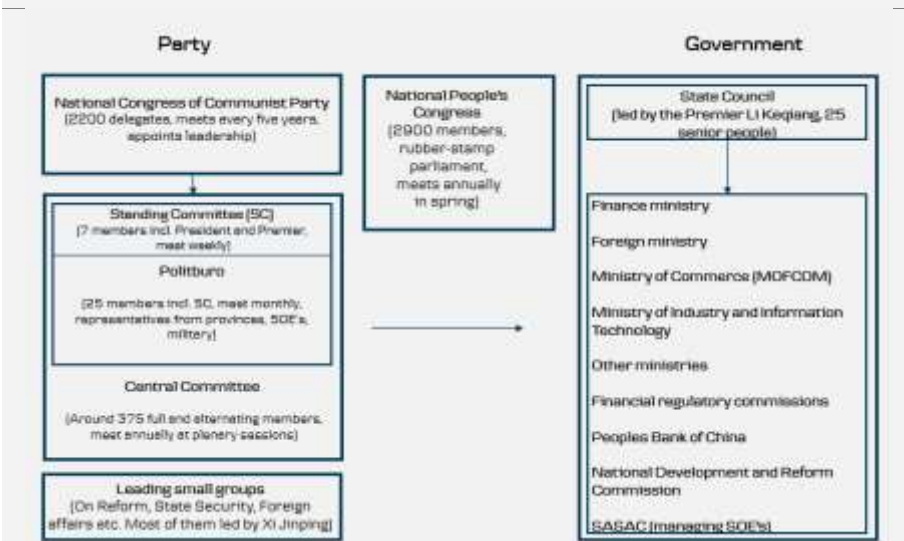 Party
National Congress of Communist Party
(2200 delegates, meets every five years,
appoints leadership)
Standing Committee (SC)
(7 members incl. President and Premier,
meet weekly)
Politburo
(25 members incl. SC, meet monthly,
representatives from provinces, SOE's,
military)
Central Committee
(Around 375 full and alternating members,
meet annually at plenary sessions)
Leading small groups
(On Reform, State Security, Foreign
affairs etc. Most of them led by Xi Jinping)
National People's
Congress
(2900 members,
rubber-stamp
parliament,
meets annually
in spring)
Government
State Council
(led by the Premier Li Keqiang, 25
senior people)
Finance ministry
Foreign ministry
Ministry of Commerce (MOFCOM)
Ministry of Industry and Information
Technology
Other ministries
Financial regulatory commissions
Peoples Bank of China
National Development and Reform
Commission
SASAC (managing SOE's)